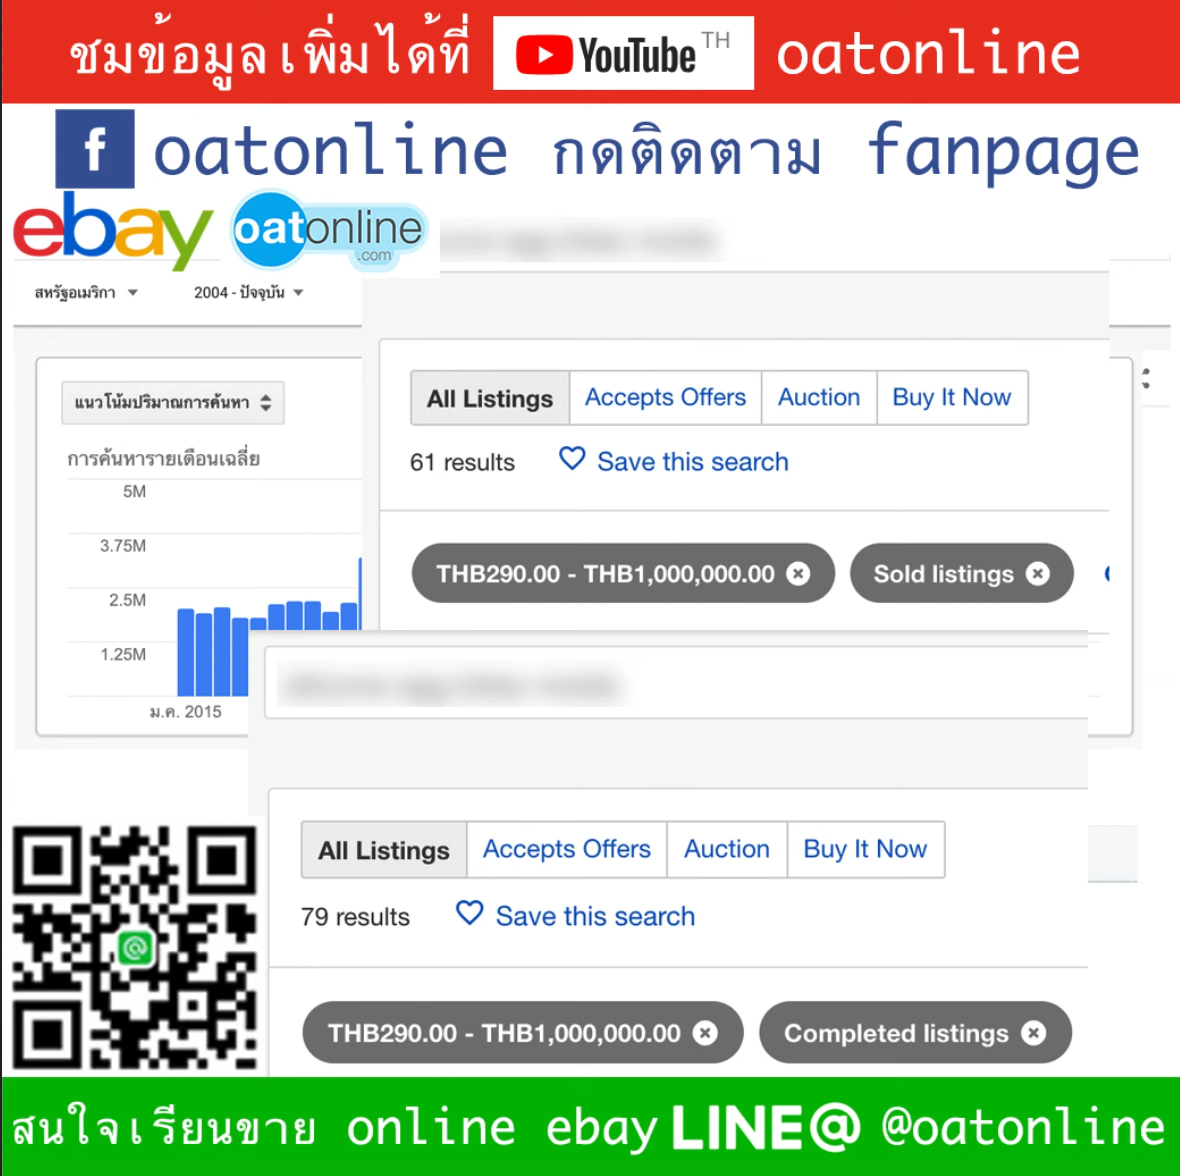 ชมข้อมูลเพิ่มได้ที่ YouTube TH oatonline
f oatonline กดติดตาม fanpage
ebay oatonline.com
สหรัฐอเมริกา 2004 - ปัจจุบัน
แนวโน้มปริมาณการค้นหา
การค้นหารายเดือนเฉลี่ย
5M
3.75M
2.5M
1.25M
ม.ค. 2015
All Listings Accepts Offers Auction Buy It Now
61 results Save this search
THB290.00 - THB1,000,000.00 Sold listings
All Listings Accepts Offers Auction Buy It Now
79 results Save this search
THB290.00 - THB1,000,000.00 Completed listings
สนใจเรียนขาย online ebay LINE@ @oatonline